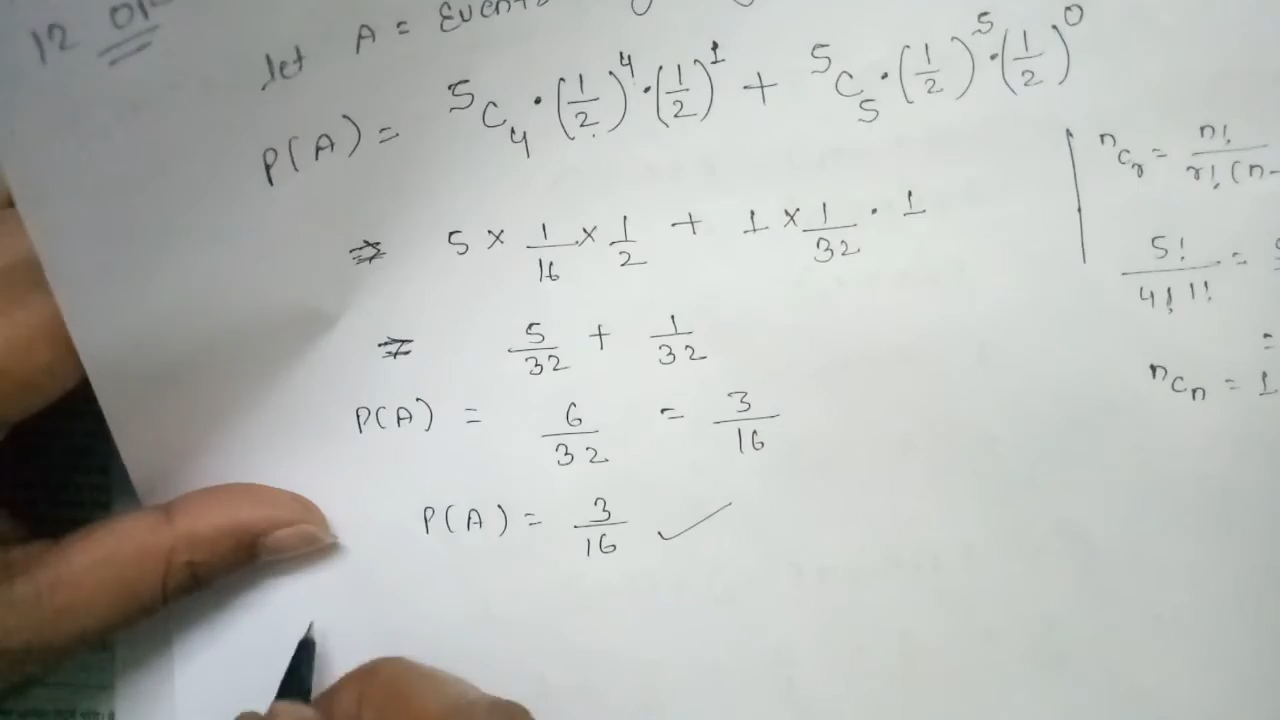 12 or
let A = Event
P(A) = ⁵C₄ · (1/2)⁴ · (1/2)¹ + ⁵C₅ · (1/2)⁵ · (1/2)⁰
⇒ 5 × 1/16 × 1/2 + 1 × 1/32 · 1
⇒ 5/32 + 1/32
P(A) = 6/32 = 3/16
P(A) = 3/16 ✓
ⁿCᵣ = n!/r!(n-
5!/4!1! =
=
ⁿCₙ = 1